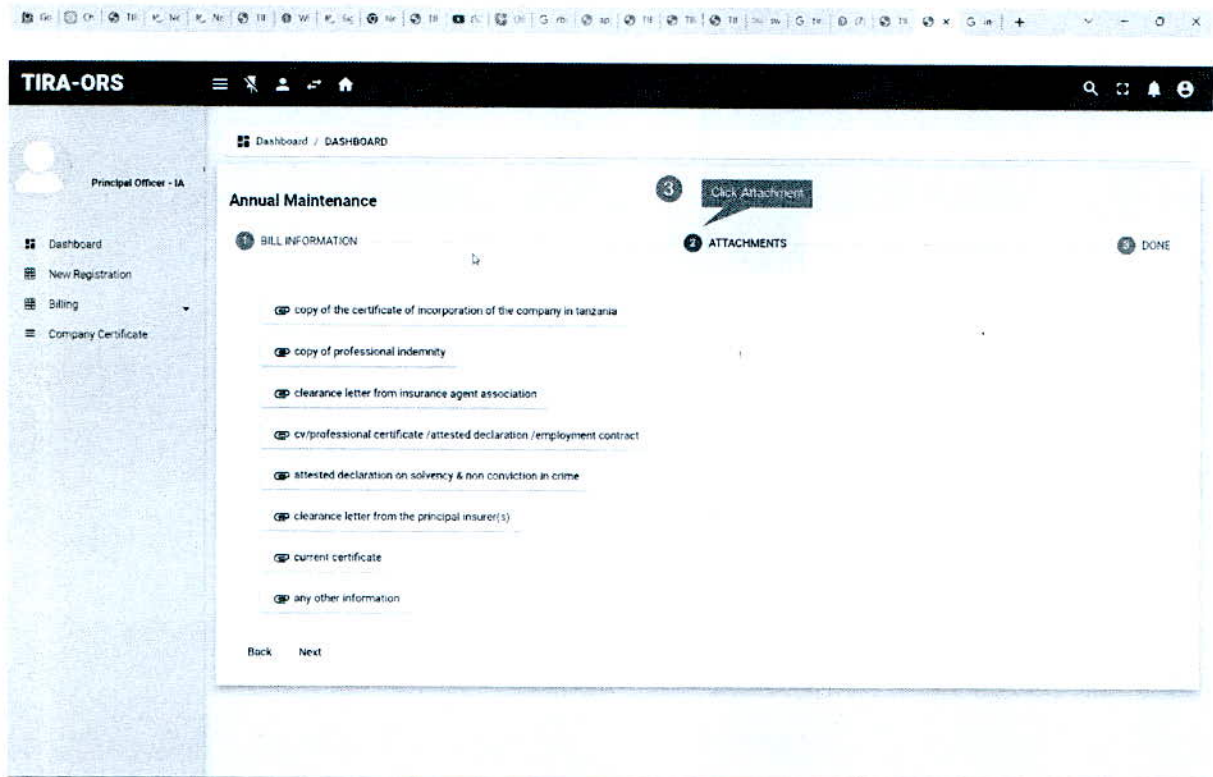 TIRA-ORS
Dashboard / DASHBOARD
Principal Officer - IA
Annual Maintenance
3
Click Attachment
1 BILL INFORMATION
2 ATTACHMENTS
3 DONE
Dashboard
New Registration
Billing
Company Certificate
copy of the certificate of incorporation of the company in tanzania
copy of professional indemnity
clearance letter from insurance agent association
cv/professional certificate /attested declaration /employment contract
attested declaration on solvency & non conviction in crime
clearance letter from the principal insurer(s)
current certificate
any other information
Back Next